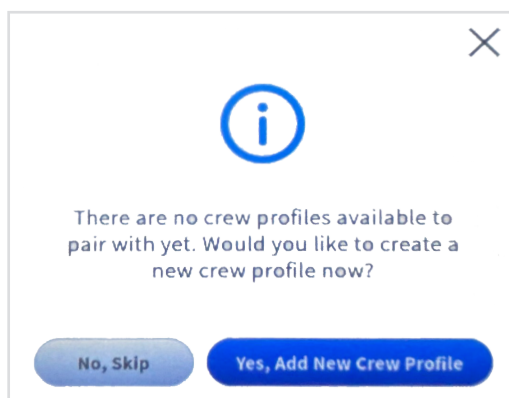 There are no crew profiles available to
pair with yet. Would you like to create a
new crew profile now?
No, Skip
Yes, Add New Crew Profile